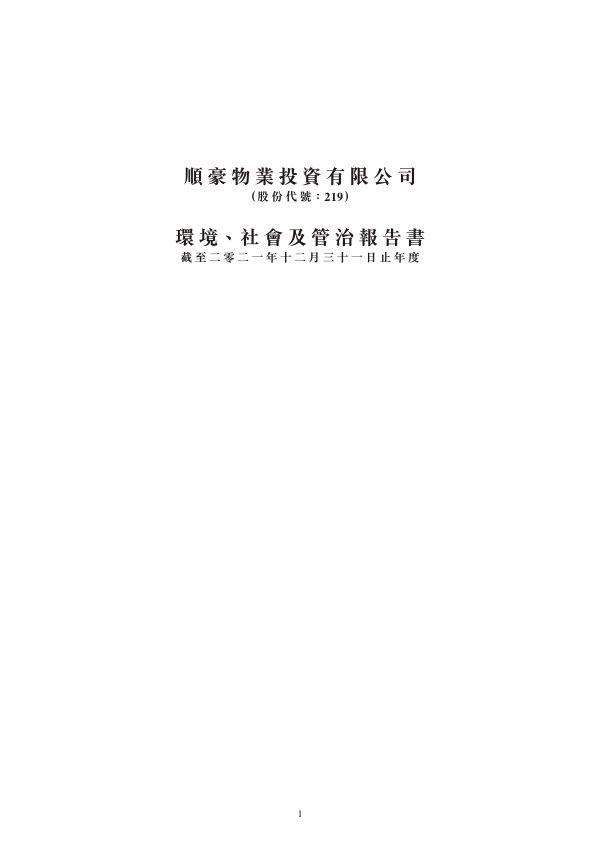 順豪物業投資有限公司
(股份代號：219)
環境、社會及管治報告書
截至二零二一年十二月三十一日止年度
1